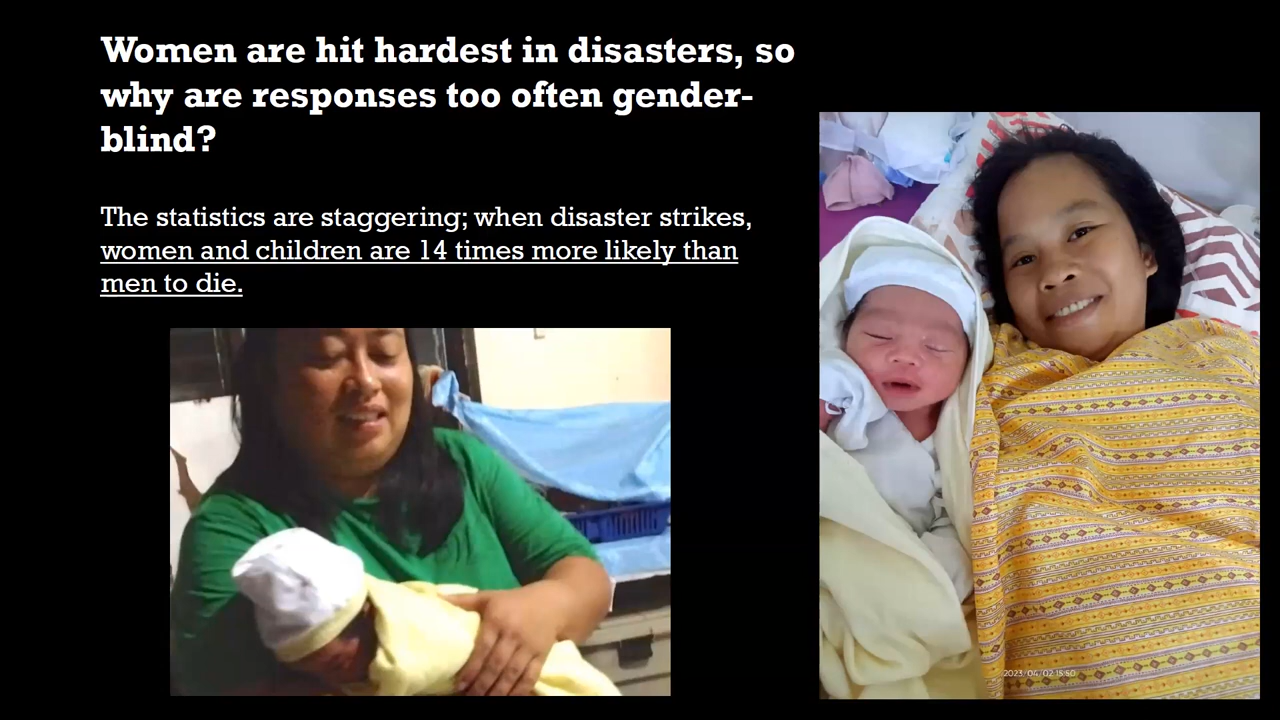 Women are hit hardest in disasters, so
why are responses too often gender-
blind?
The statistics are staggering; when disaster strikes,
women and children are 14 times more likely than
men to die.
2023/04/02 15:50